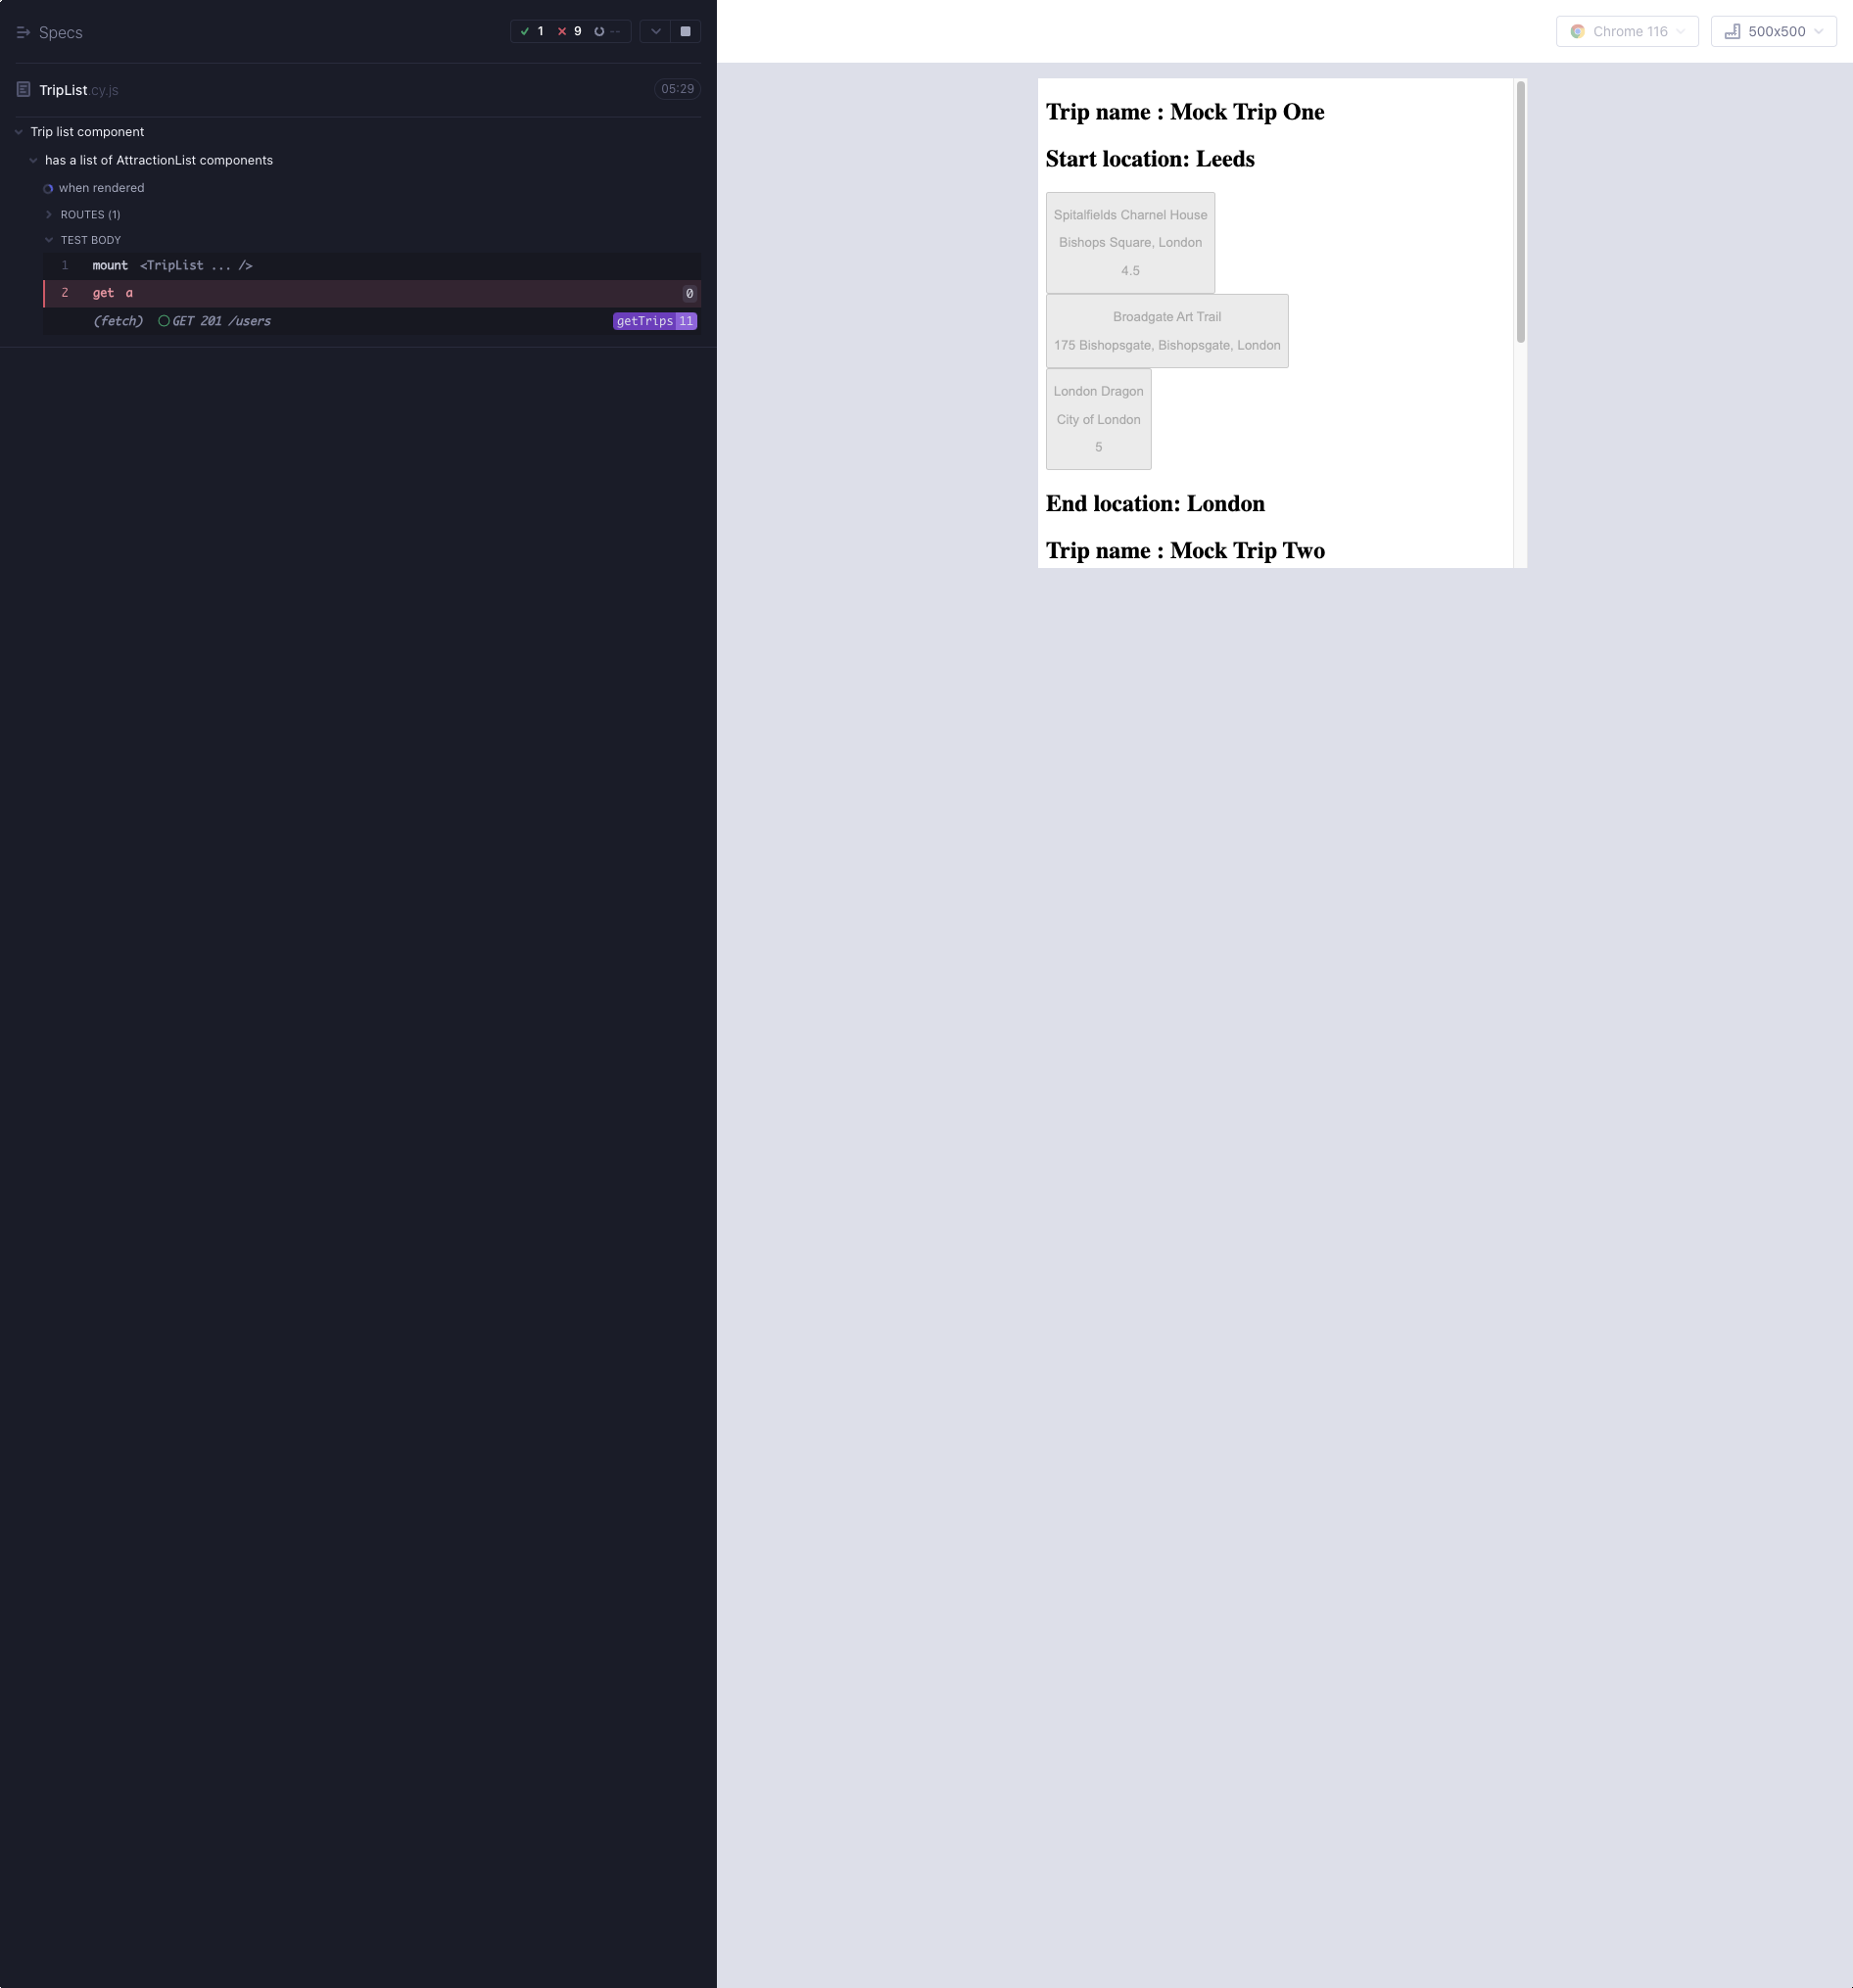 Specs
1 9 --
TripList.cy.js 05:29
Trip list component
has a list of AttractionList components
when rendered
ROUTES (1)
TEST BODY
1 mount <TripList ... />
2 get a 0
(fetch) GET 201 /users getTrips 11
Chrome 116
500x500
Trip name : Mock Trip One
Start location: Leeds
Spitalfields Charnel House
Bishops Square, London
4.5
Broadgate Art Trail
175 Bishopsgate, Bishopsgate, London
London Dragon
City of London
5
End location: London
Trip name : Mock Trip Two